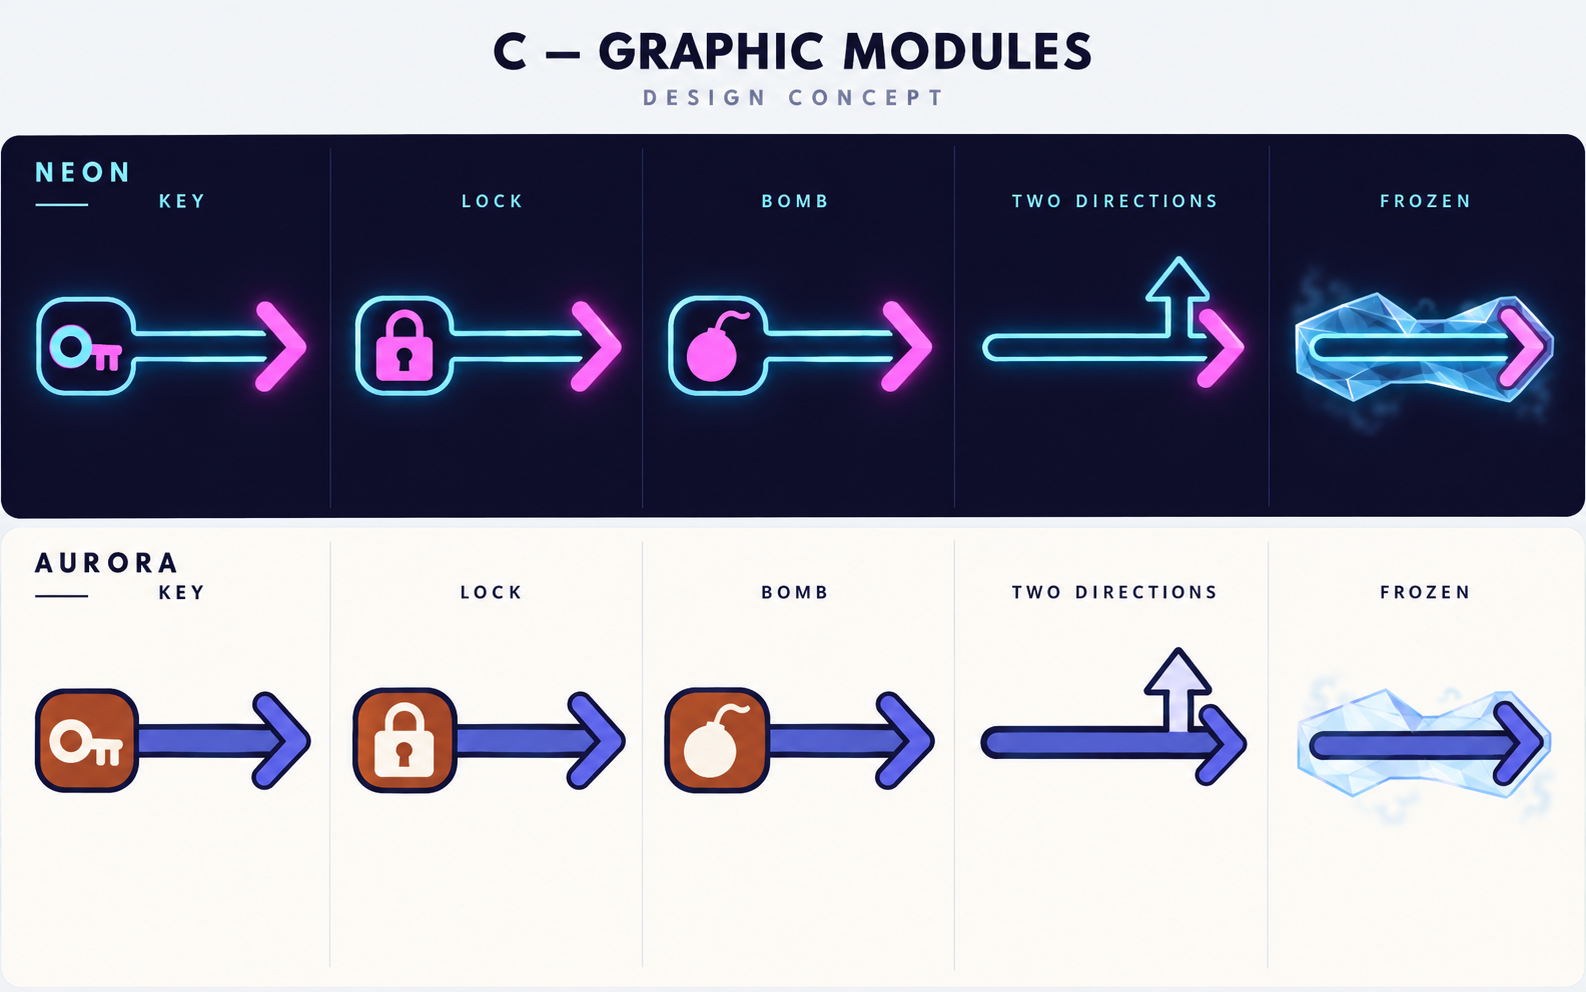 C — GRAPHIC MODULES
DESIGN CONCEPT
NEON
KEY
LOCK
BOMB
TWO DIRECTIONS
FROZEN
AURORA
KEY
LOCK
BOMB
TWO DIRECTIONS
FROZEN